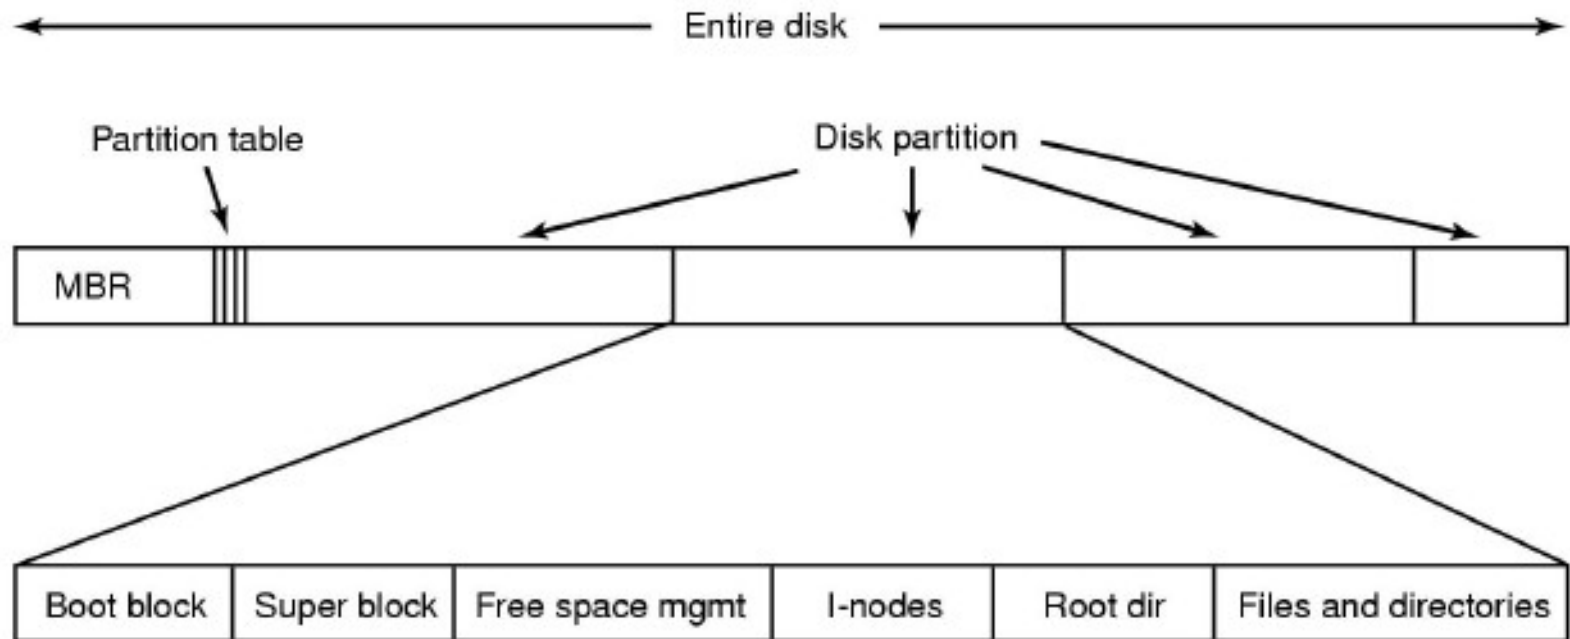 Entire disk
Partition table
Disk partition
MBR
Boot block
Super block
Free space mgmt
I-nodes
Root dir
Files and directories